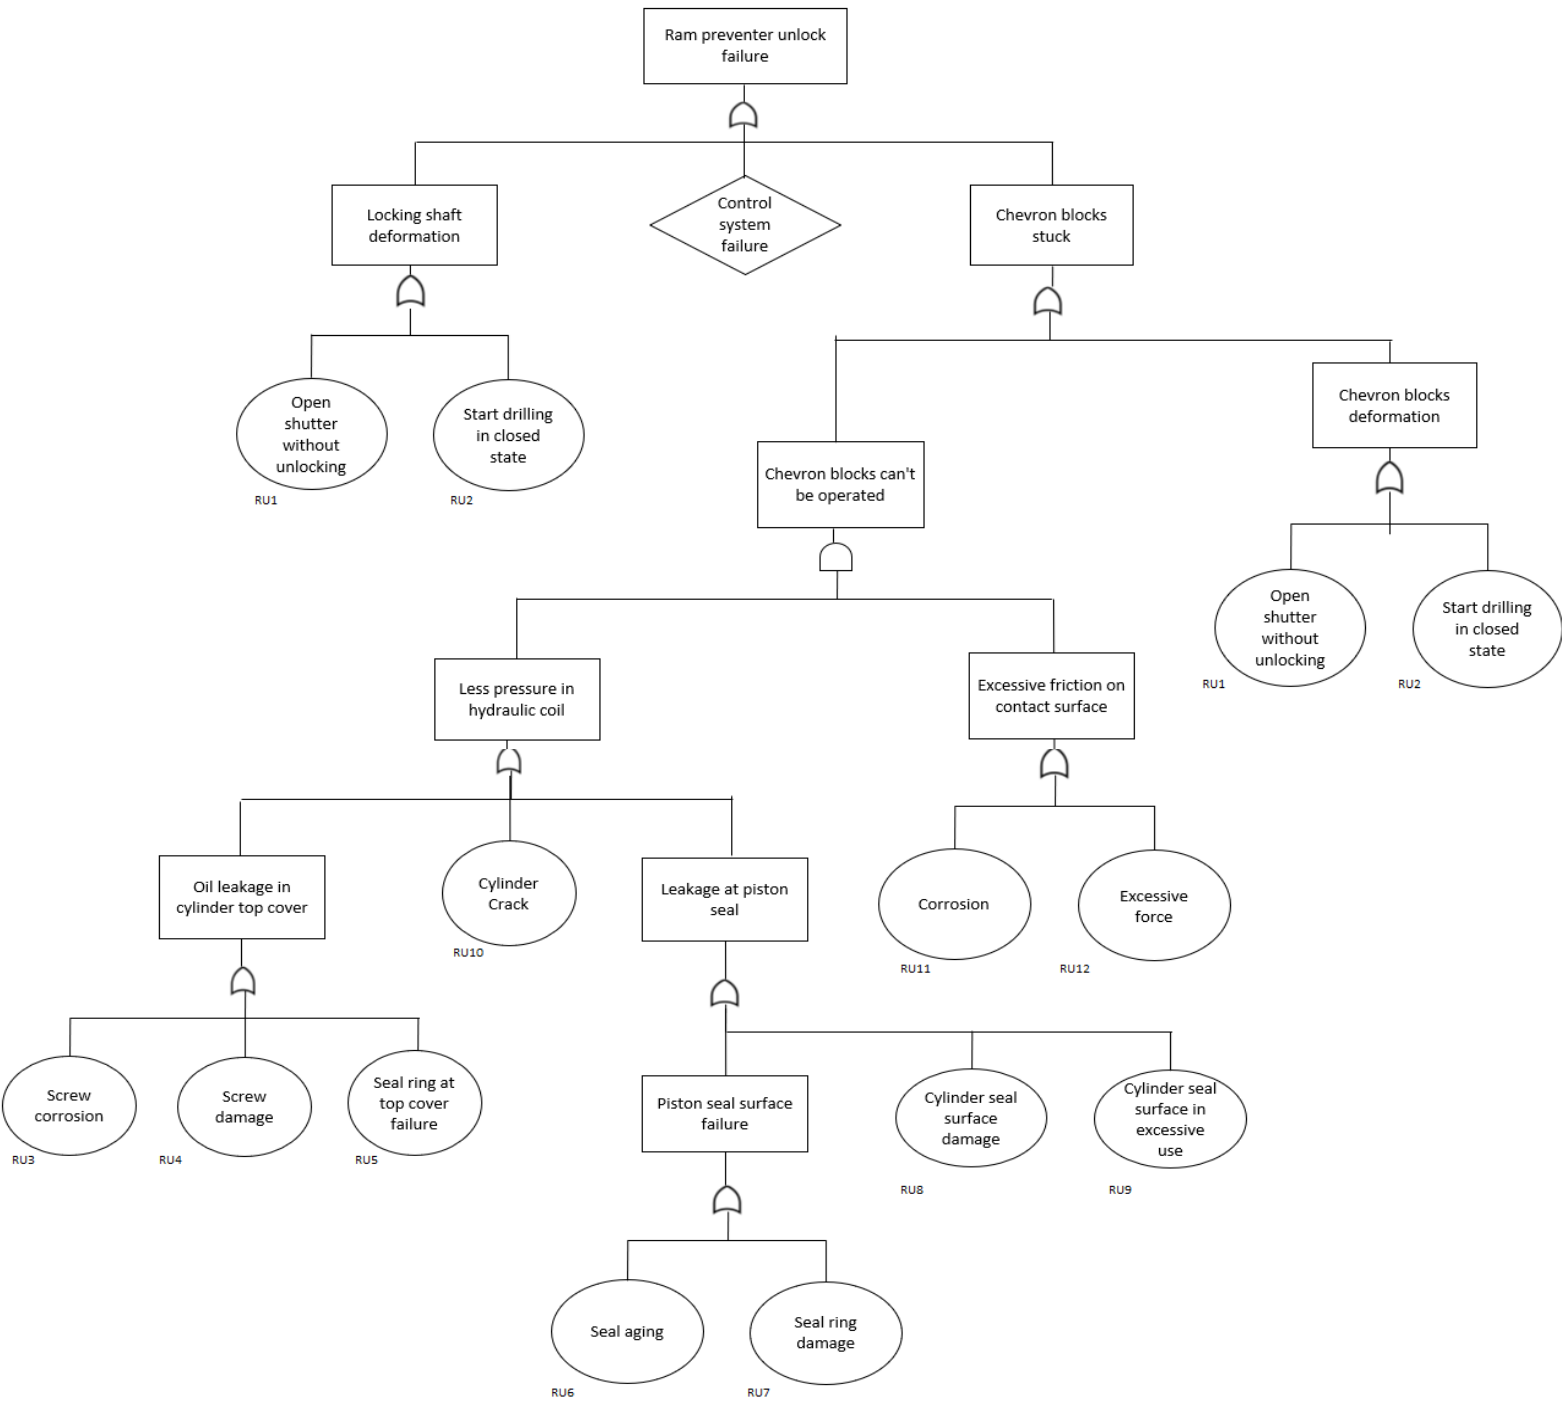 Ram preventer unlock
failure
Locking shaft
deformation
Control
system
failure
Chevron blocks
stuck
Open
shutter
without
unlocking
RU1
Start drilling
in closed
state
RU2
Chevron blocks
deformation
Chevron blocks can't
be operated
Open
shutter
without
unlocking
RU1
Start drilling
in closed
state
RU2
Less pressure in
hydraulic coil
Excessive friction on
contact surface
Oil leakage in
cylinder top cover
Cylinder
Crack
RU10
Leakage at piston
seal
Corrosion
RU11
Excessive
force
RU12
Screw
corrosion
RU3
Screw
damage
RU4
Seal ring at
top cover
failure
RU5
Piston seal surface
failure
Cylinder seal
surface
damage
RU8
Cylinder seal
surface in
excessive
use
RU9
Seal aging
RU6
Seal ring
damage
RU7